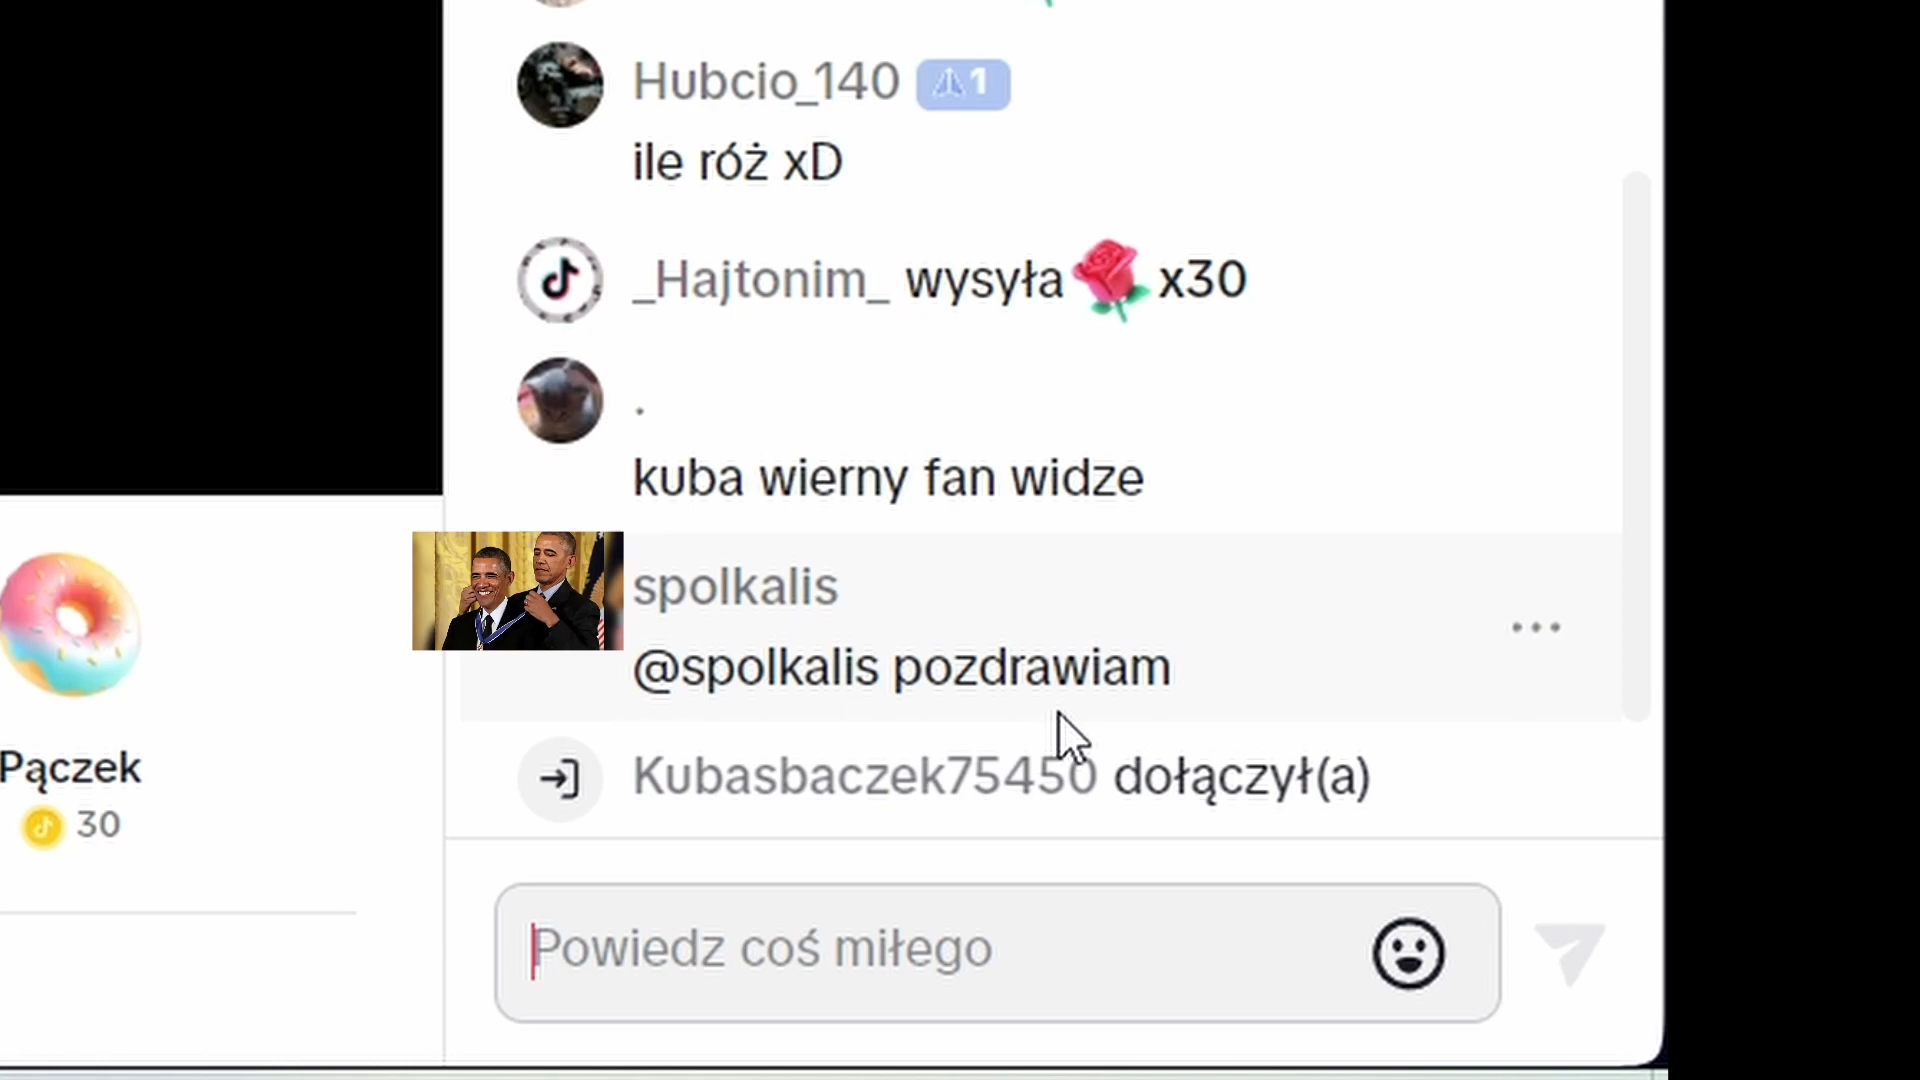 Hubcio_140 1
ile róż xD
_Hajtonim_ wysyła x30
.
kuba wierny fan widze
spolkalis
@spolkalis pozdrawiam
Kubasbaczek75450 dołączył(a)
Pączek
30
Powiedz coś miłego